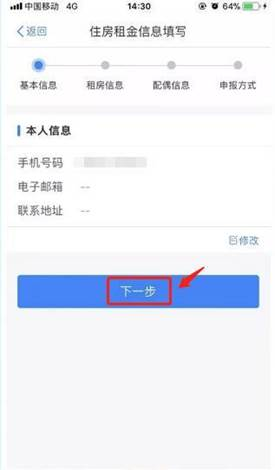 中国移动 4G 14:30 64%
返回 住房租金信息填写
基本信息 租房信息 配偶信息 申报方式
本人信息
手机号码
电子邮箱 --
联系地址 --
修改
下一步